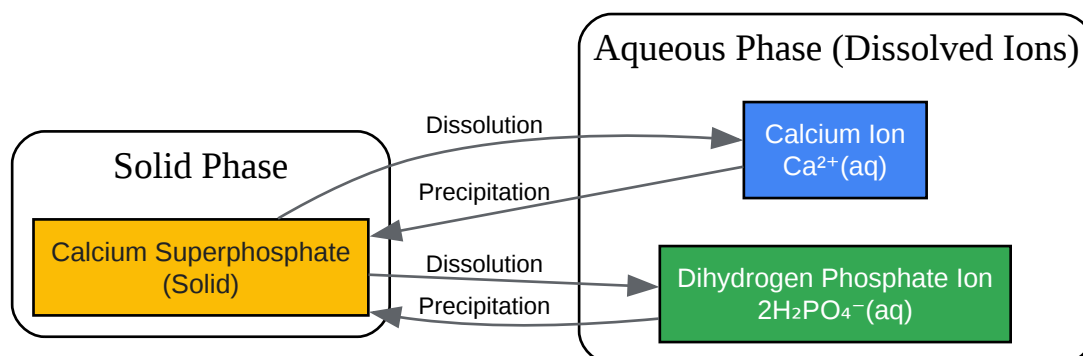 Aqueous Phase (Dissolved Ions)
Solid Phase
Dissolution
Calcium Ion
Ca²⁺(aq)
Precipitation
Calcium Superphosphate
(Solid)
Dissolution
Dihydrogen Phosphate Ion
2H₂PO₄⁻(aq)
Precipitation